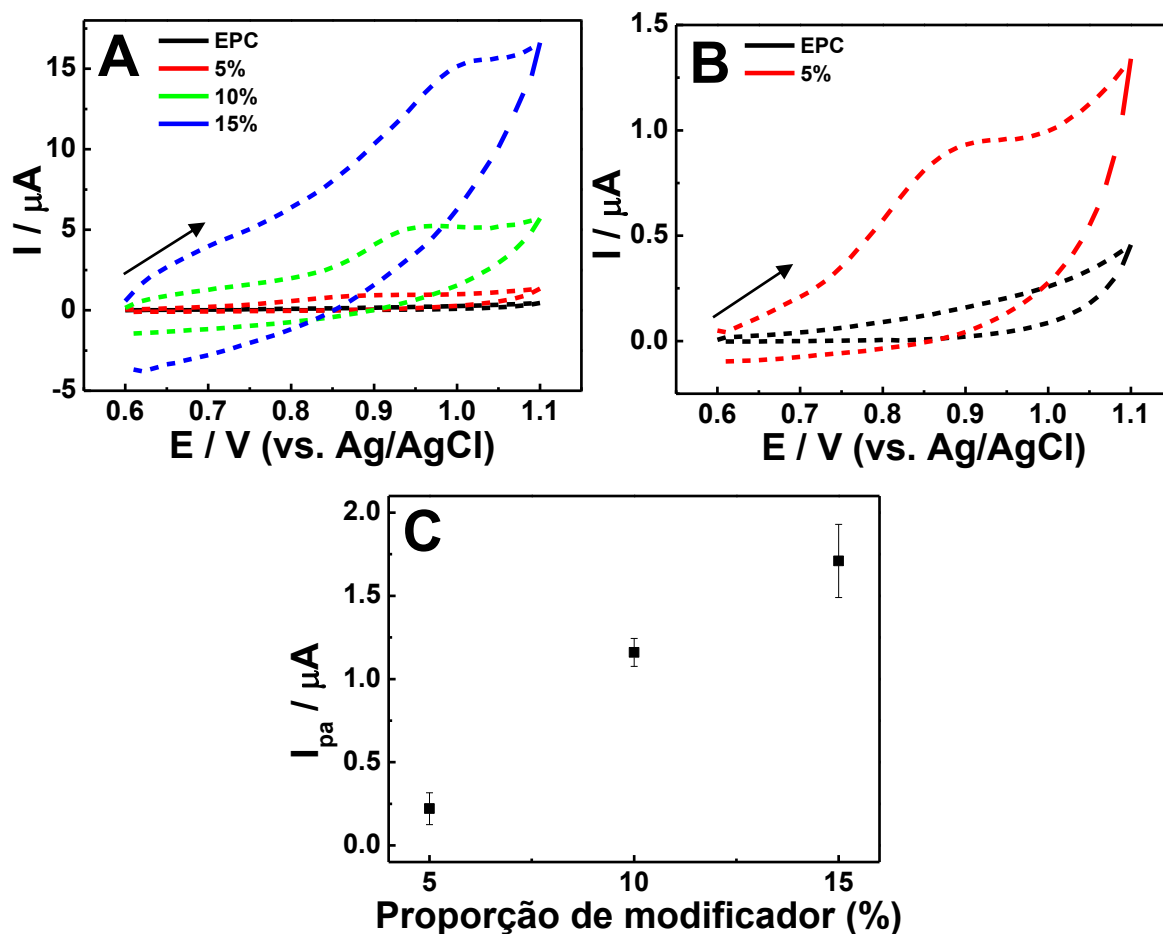 A
EPC
5%
10%
15%
15
10
5
0
-5
I / μA
0.6 0.7 0.8 0.9 1.0 1.1
E / V (vs. Ag/AgCl)
B
EPC
5%
1.5
1.0
0.5
0.0
I / μA
0.6 0.7 0.8 0.9 1.0 1.1
E / V (vs. Ag/AgCl)
C
2.0
1.5
1.0
0.5
0.0
Ipa / μA
5 10 15
Proporção de modificador (%)